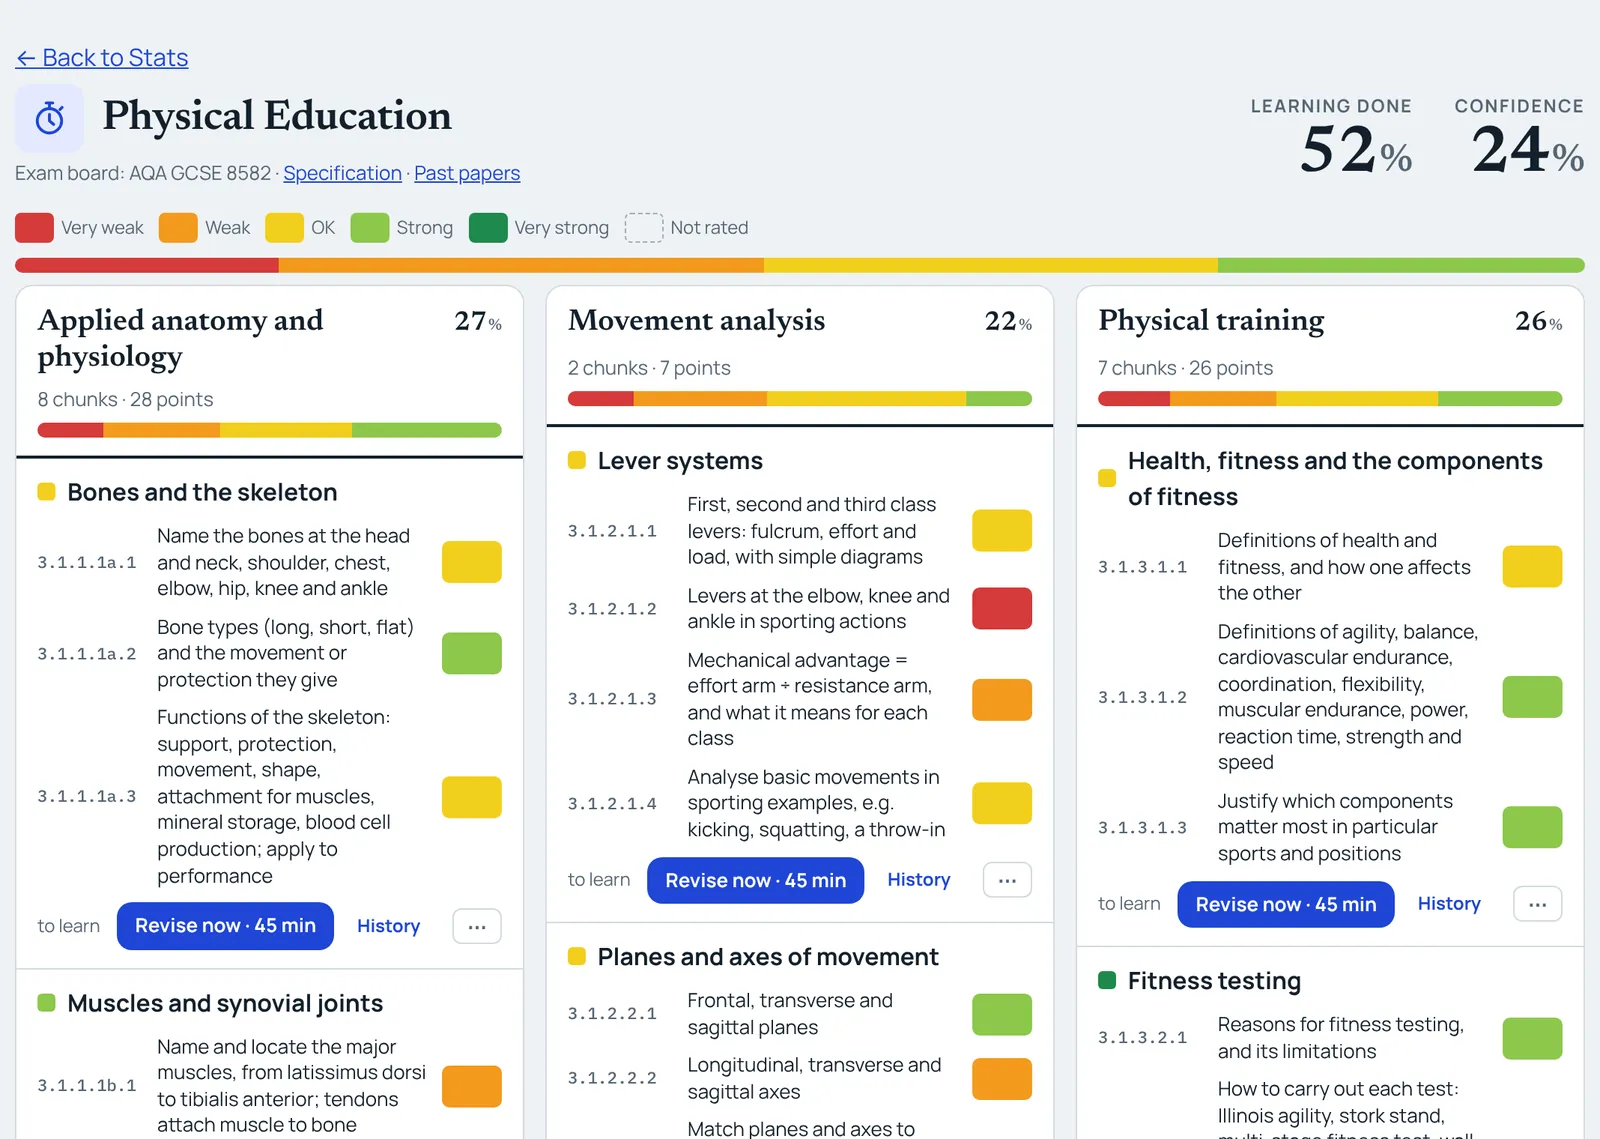 ← Back to Stats
Physical Education
LEARNING DONE
52%
CONFIDENCE
24%
Exam board: AQA GCSE 8582 · Specification · Past papers
Very weak
Weak
OK
Strong
Very strong
Not rated
Applied anatomy and
physiology
27%
8 chunks · 28 points
Bones and the skeleton
3.1.1.1a.1
Name the bones at the head
and neck, shoulder, chest,
elbow, hip, knee and ankle
3.1.1.1a.2
Bone types (long, short, flat)
and the movement or
protection they give
3.1.1.1a.3
Functions of the skeleton:
support, protection,
movement, shape,
attachment for muscles,
mineral storage, blood cell
production; apply to
performance
to learn
Revise now · 45 min
History
...
Muscles and synovial joints
3.1.1.1b.1
Name and locate the major
muscles, from latissimus dorsi
to tibialis anterior; tendons
attach muscle to bone
Movement analysis
22%
2 chunks · 7 points
Lever systems
3.1.2.1.1
First, second and third class
levers: fulcrum, effort and
load, with simple diagrams
3.1.2.1.2
Levers at the elbow, knee and
ankle in sporting actions
3.1.2.1.3
Mechanical advantage =
effort arm ÷ resistance arm,
and what it means for each
class
3.1.2.1.4
Analyse basic movements in
sporting examples, e.g.
kicking, squatting, a throw-in
to learn
Revise now · 45 min
History
...
Planes and axes of movement
3.1.2.2.1
Frontal, transverse and
sagittal planes
3.1.2.2.2
Longitudinal, transverse and
sagittal axes
Match planes and axes to
Physical training
26%
7 chunks · 26 points
Health, fitness and the components
of fitness
3.1.3.1.1
Definitions of health and
fitness, and how one affects
the other
3.1.3.1.2
Definitions of agility, balance,
cardiovascular endurance,
coordination, flexibility,
muscular endurance, power,
reaction time, strength and
speed
3.1.3.1.3
Justify which components
matter most in particular
sports and positions
to learn
Revise now · 45 min
History
...
Fitness testing
3.1.3.2.1
Reasons for fitness testing,
and its limitations
How to carry out each test:
Illinois agility, stork stand,